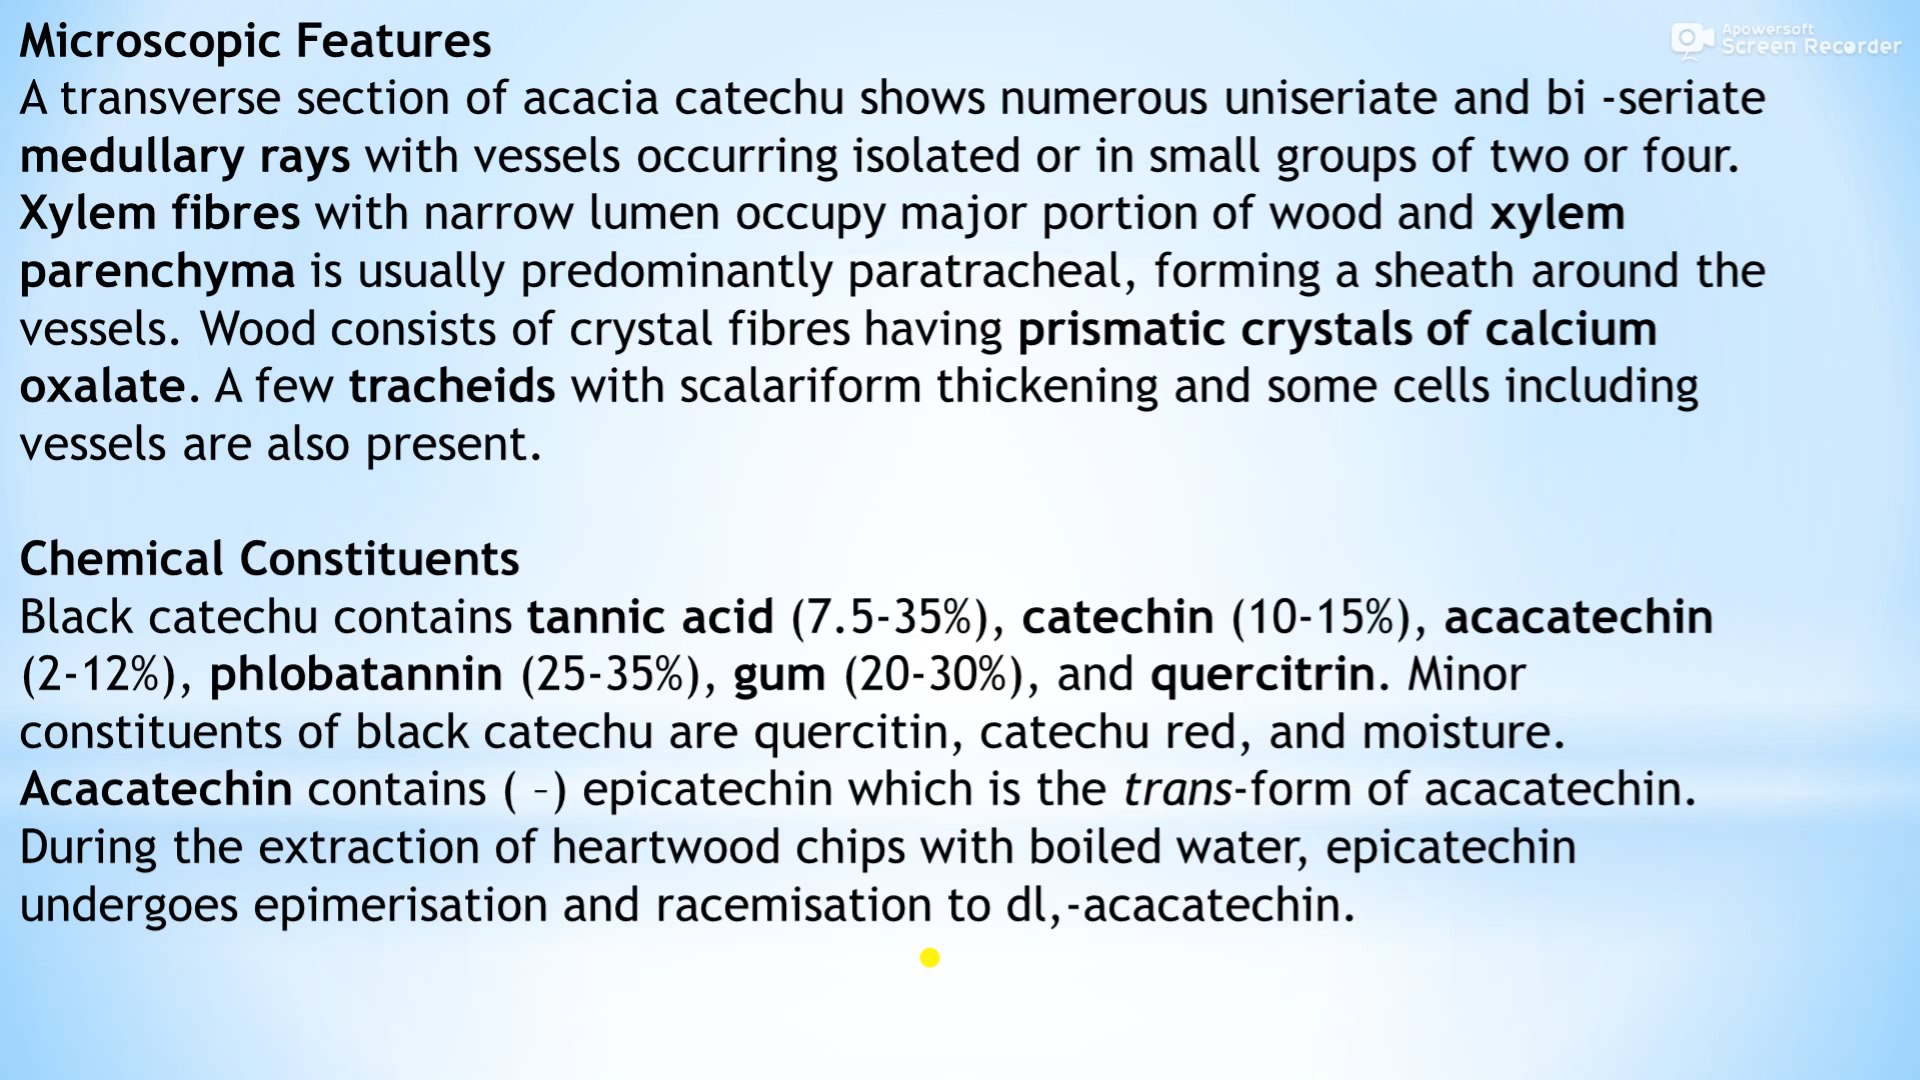 Microscopic Features
Apowersoft
Screen Recorder
A transverse section of acacia catechu shows numerous uniseriate and bi -seriate
medullary rays with vessels occurring isolated or in small groups of two or four.
Xylem fibres with narrow lumen occupy major portion of wood and xylem
parenchyma is usually predominantly paratracheal, forming a sheath around the
vessels. Wood consists of crystal fibres having prismatic crystals of calcium
oxalate. A few tracheids with scalariform thickening and some cells including
vessels are also present.
Chemical Constituents
Black catechu contains tannic acid (7.5-35%), catechin (10-15%), acacatechin
(2-12%), phlobatannin (25-35%), gum (20-30%), and quercitrin. Minor
constituents of black catechu are quercitin, catechu red, and moisture.
Acacatechin contains ( –) epicatechin which is the trans-form of acacatechin.
During the extraction of heartwood chips with boiled water, epicatechin
undergoes epimerisation and racemisation to dl,-acacatechin.